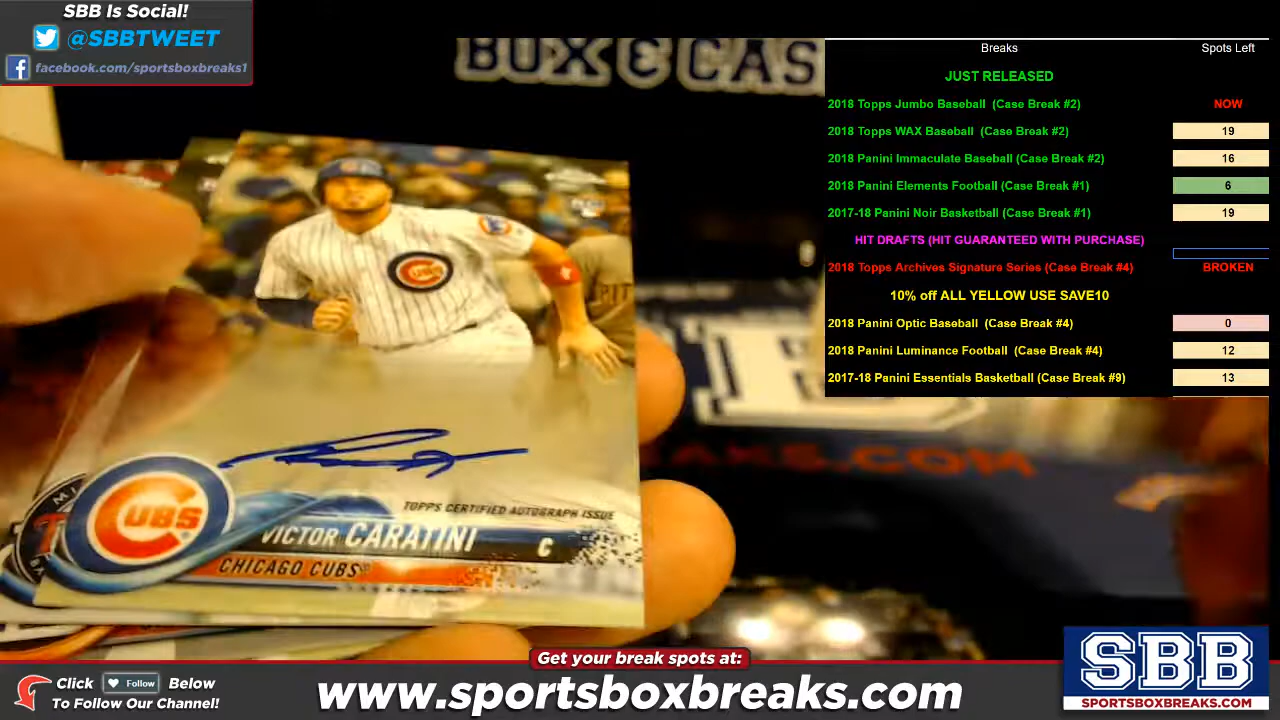 SBB Is Social!
@SBBTWEET
facebook.com/sportsboxbreaks1
BOX & CAS
Breaks Spots Left
JUST RELEASED
2018 Topps Jumbo Baseball (Case Break #2) NOW
2018 Topps WAX Baseball (Case Break #2) 19
2018 Panini Immaculate Baseball (Case Break #2) 16
2018 Panini Elements Football (Case Break #1) 6
2017-18 Panini Noir Basketball (Case Break #1) 19
HIT DRAFTS (HIT GUARANTEED WITH PURCHASE)
2018 Topps Archives Signature Series (Case Break #4) BROKEN
10% off ALL YELLOW USE SAVE10
2018 Panini Optic Baseball (Case Break #4) 0
2018 Panini Luminance Football (Case Break #4) 12
2017-18 Panini Essentials Basketball (Case Break #9) 13
CUBS
PIT
AKS.COM
TOPPS CERTIFIED AUTOGRAPH ISSUE
CUBS
VICTOR CARATINI C
CHICAGO CUBS
Get your break spots at:
Click Follow Below
To Follow Our Channel!
www.sportsboxbreaks.com
SBB
SPORTSBOXBREAKS.COM